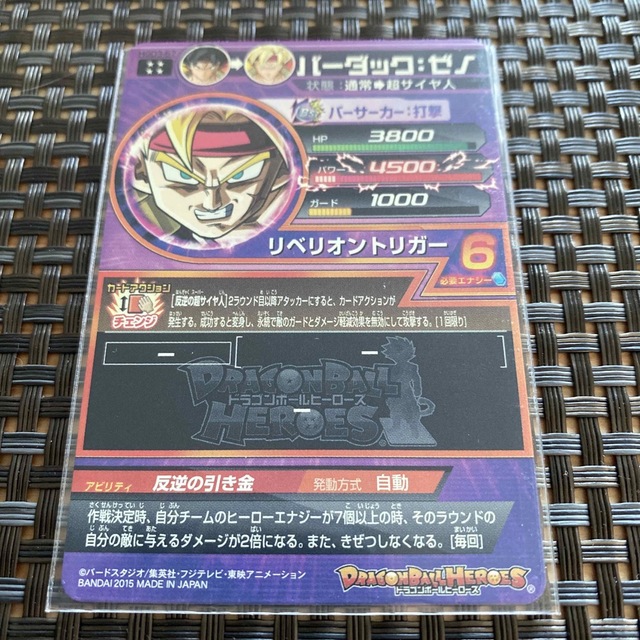 バーダック：ゼノ
状態：通常➡超サイヤ人
バーサーカー：打撃
HP 3800
パワー 4500
ガード 1000
リベリオントリガー 6
必要エナジー
カードアクション
チェンジ
[反逆の超サイヤ人]2ラウンド目以降アタッカーにすると、カードアクションが
発生する。成功すると変身し、永続で敵のガードとダメージ軽減効果を無効にして攻撃する。[1回限り]
DRAGONBALL
ドラゴンボールヒーローズ
HEROES
アビリティ 反逆の引き金 発動方式 自動
作戦決定時、自分チームのヒーローエナジーが7個以上の時、そのラウンドの
自分の敵に与えるダメージが2倍になる。また、きぜつしなくなる。[毎回]
©バードスタジオ/集英社・フジテレビ・東映アニメーション
BANDAI 2015 MADE IN JAPAN
DRAGONBALL HEROES
ドラゴンボールヒーローズ